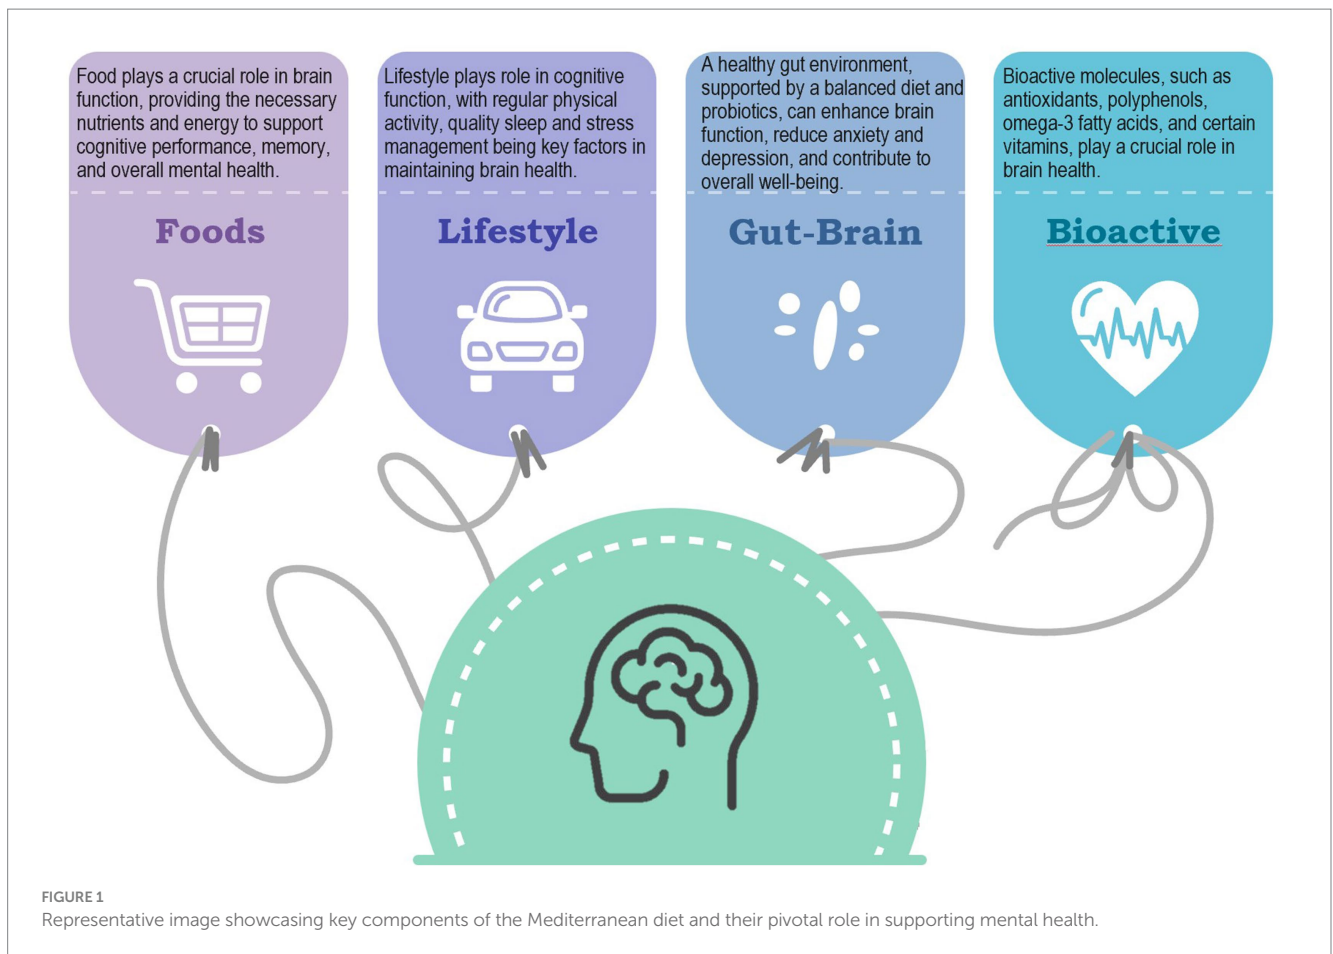 Food plays a crucial role in brain
function, providing the necessary
nutrients and energy to support
cognitive performance, memory,
and overall mental health.
Foods
Lifestyle plays role in cognitive
function, with regular physical
activity, quality sleep and stress
management being key factors in
maintaining brain health.
Lifestyle
A healthy gut environment,
supported by a balanced diet and
probiotics, can enhance brain
function, reduce anxiety and
depression, and contribute to
overall well-being.
Gut-Brain
Bioactive molecules, such as
antioxidants, polyphenols,
omega-3 fatty acids, and certain
vitamins, play a crucial role in
brain health.
Bioactive
FIGURE 1
Representative image showcasing key components of the Mediterranean diet and their pivotal role in supporting mental health.